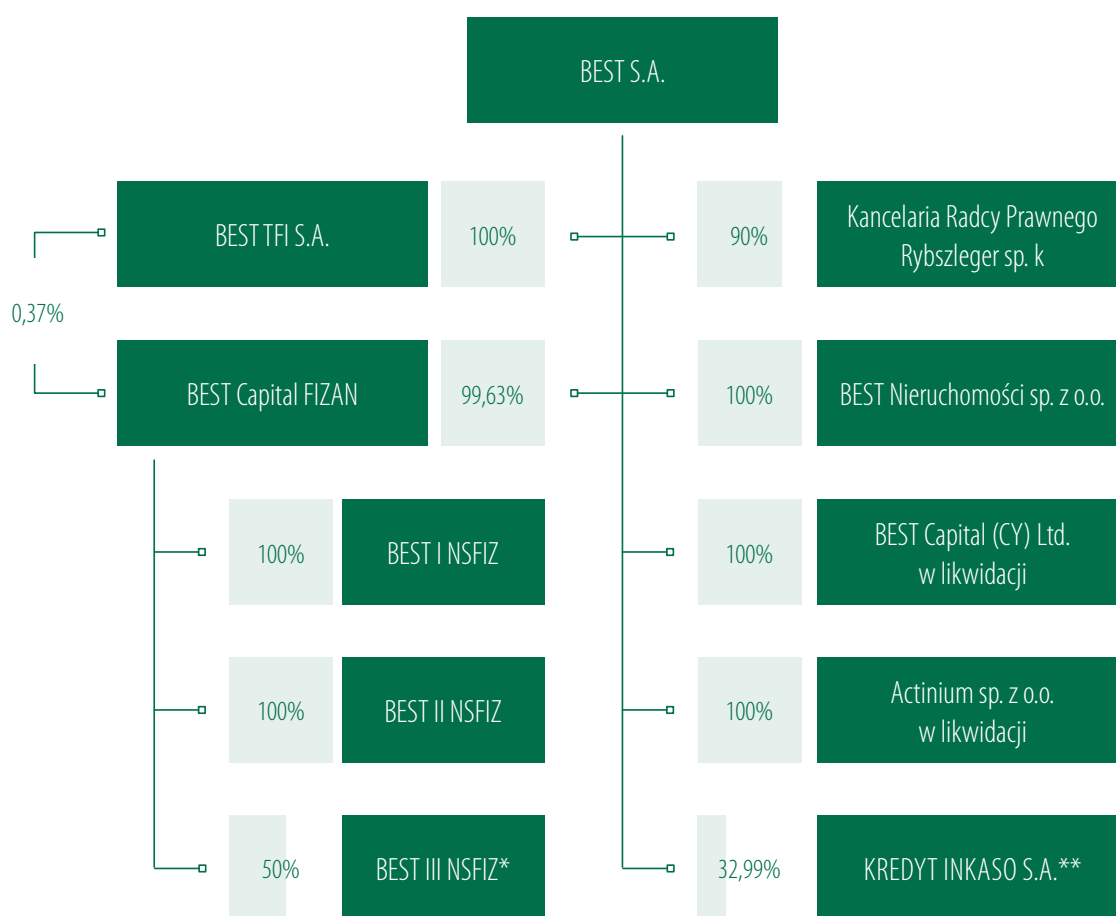 BEST S.A.
BEST TFI S.A.
100%
90%
Kancelaria Radcy Prawnego
Rybszleger sp. k
0,37%
BEST Capital FIZAN
99,63%
100%
BEST Nieruchomości sp. z o.o.
100%
BEST I NSFIZ
100%
BEST Capital (CY) Ltd.
w likwidacji
100%
BEST II NSFIZ
100%
Actinium sp. z o.o.
w likwidacji
50%
BEST III NSFIZ*
32,99%
KREDYT INKASO S.A.**